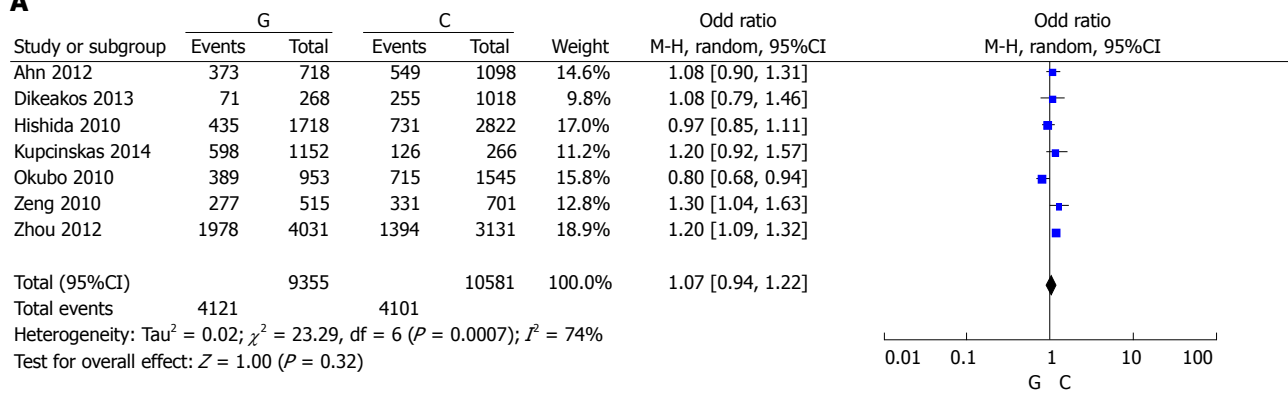 A
G C Odd ratio Odd ratio
Study or subgroup Events Total Events Total Weight M-H, random, 95%CI M-H, random, 95%CI
Ahn 2012 373 718 549 1098 14.6% 1.08 [0.90, 1.31]
Dikeakos 2013 71 268 255 1018 9.8% 1.08 [0.79, 1.46]
Hishida 2010 435 1718 731 2822 17.0% 0.97 [0.85, 1.11]
Kupcinskas 2014 598 1152 126 266 11.2% 1.20 [0.92, 1.57]
Okubo 2010 389 953 715 1545 15.8% 0.80 [0.68, 0.94]
Zeng 2010 277 515 331 701 12.8% 1.30 [1.04, 1.63]
Zhou 2012 1978 4031 1394 3131 18.9% 1.20 [1.09, 1.32]
Total (95%CI) 9355 10581 100.0% 1.07 [0.94, 1.22]
Total events 4121 4101
Heterogeneity: Tau² = 0.02; χ² = 23.29, df = 6 (P = 0.0007); I² = 74%
Test for overall effect: Z = 1.00 (P = 0.32)
0.01 0.1 1 10 100
G C